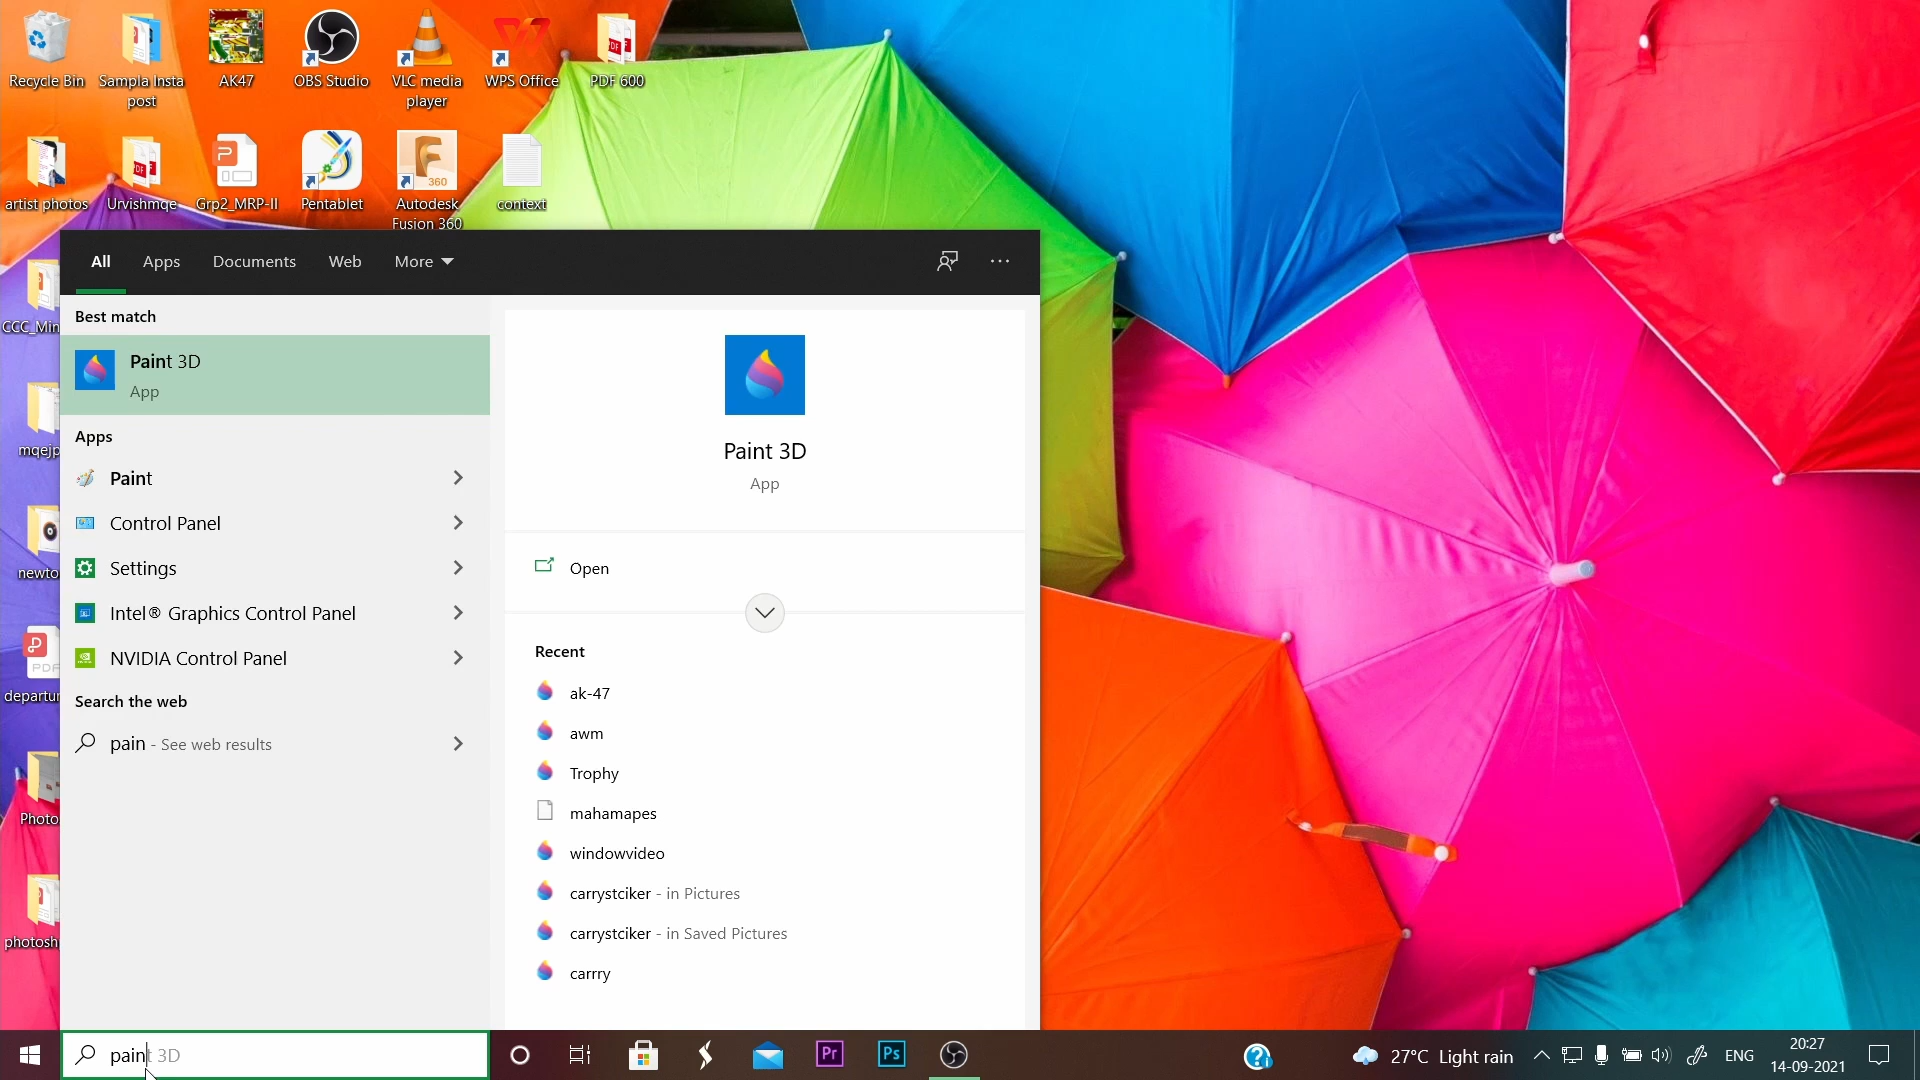 Recycle Bin
Sampla Insta
post
AK47
OBS Studio
VLC media
player
WPS Office
PDF 600
artist photos
Urvishmqe
Grp2_MRP-II
Pentablet
Autodesk
Fusion 360
context
All
Apps
Documents
Web
More
Best match
Paint 3D
App
Apps
Paint
Control Panel
Settings
Intel® Graphics Control Panel
NVIDIA Control Panel
Search the web
pain - See web results
Paint 3D
App
Open
Recent
ak-47
awm
Trophy
mahamapes
windowvideo
carrystciker - in Pictures
carrystciker - in Saved Pictures
carrry
CCC_Min
mqejp
newto
departur
Photo
photosh
paint 3D
Pr
Ps
27°C Light rain
ENG
20:27
14-09-2021